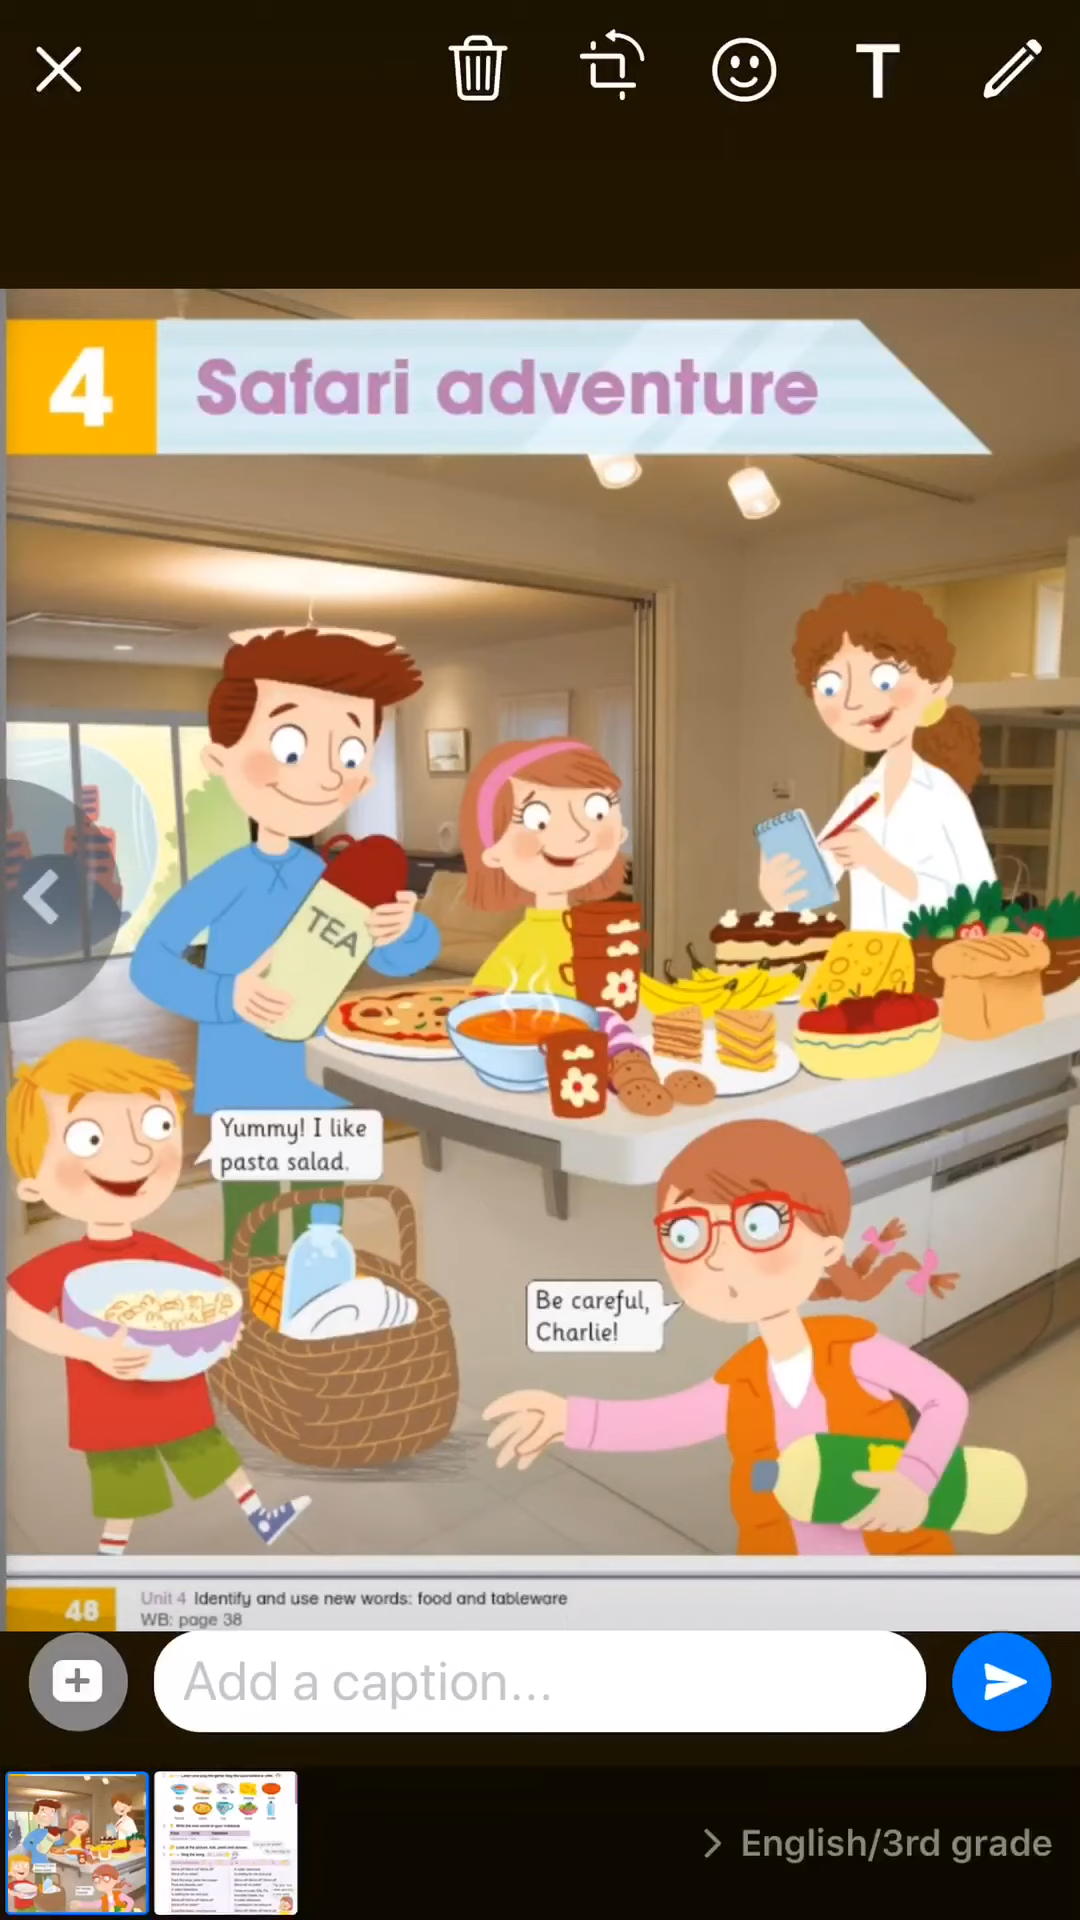 T
4
Safari adventure
TEA
Yummy! I like
pasta salad.
Be careful,
Charlie!
48
Unit 4 Identify and use new words: food and tableware
WB: page 38
Add a caption...
English/3rd grade